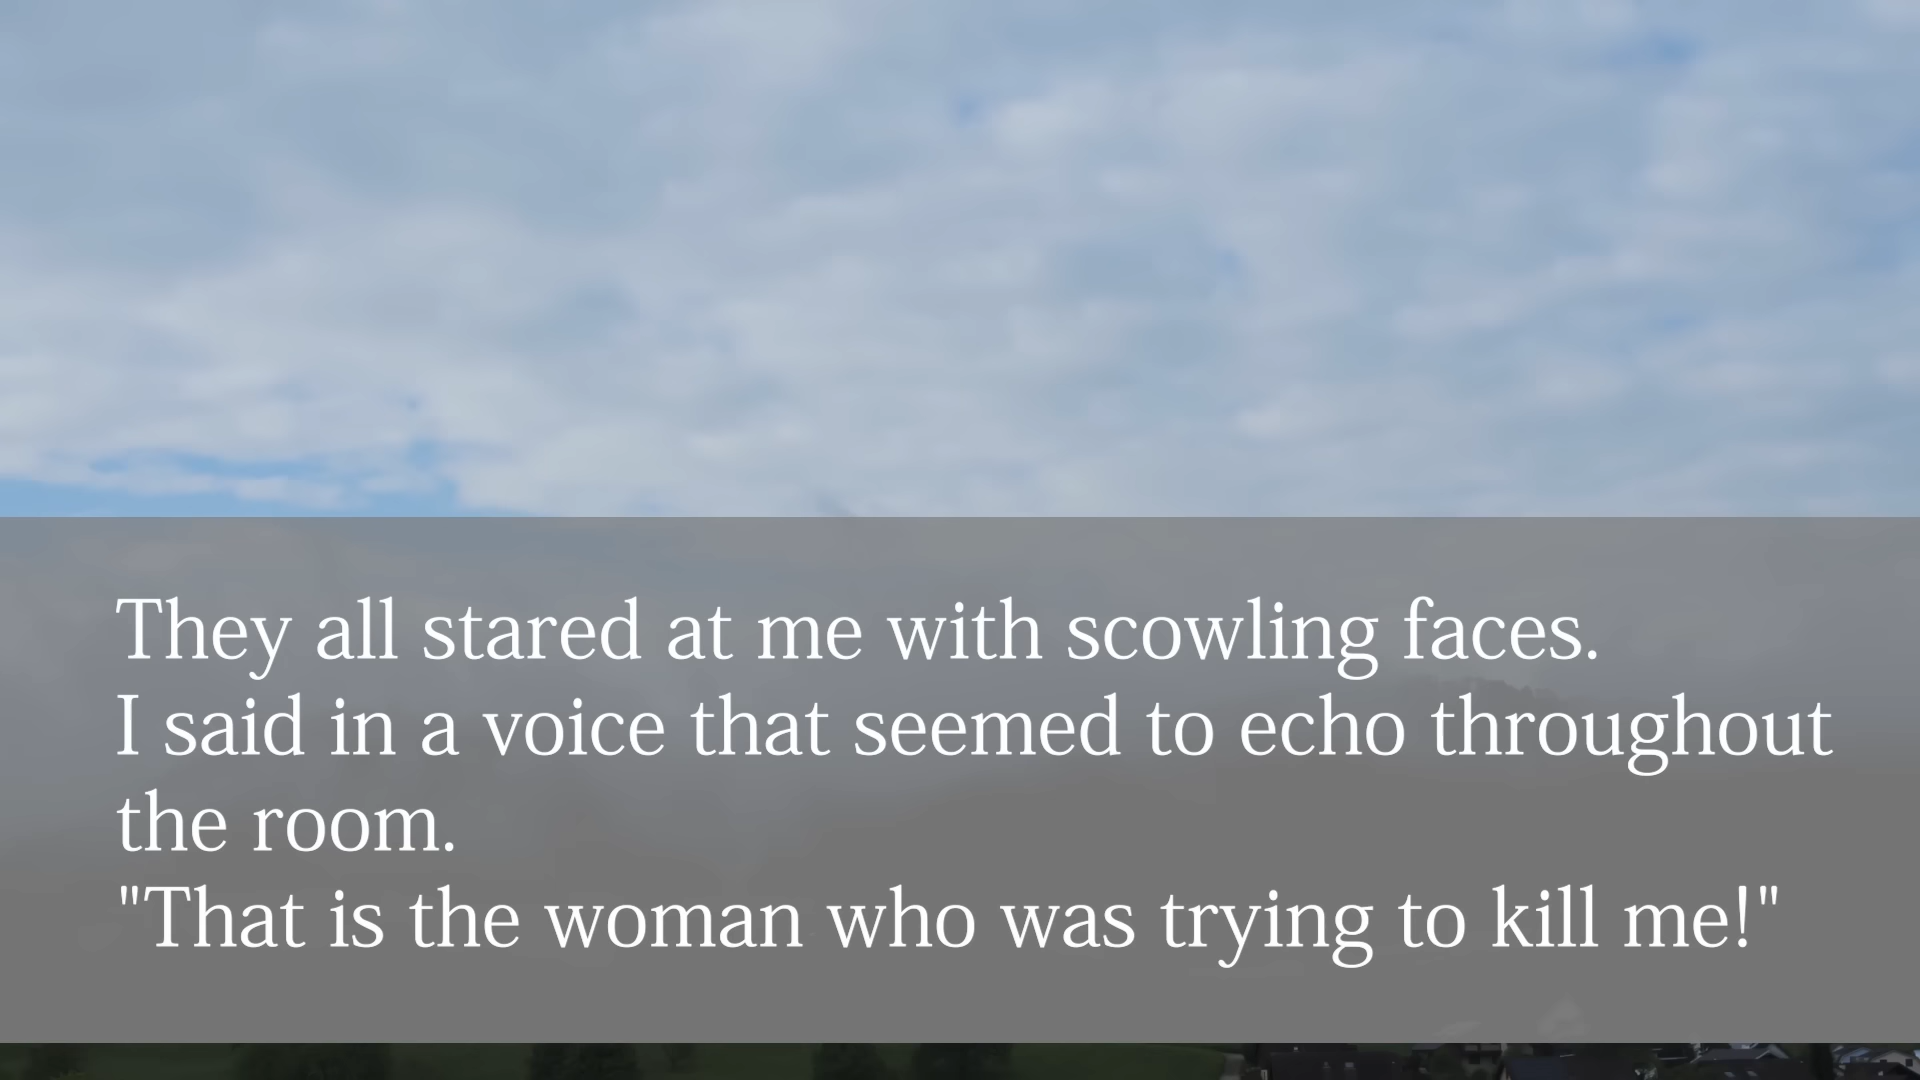 They all stared at me with scowling faces.
I said in a voice that seemed to echo throughout
the room.
"That is the woman who was trying to kill me!"